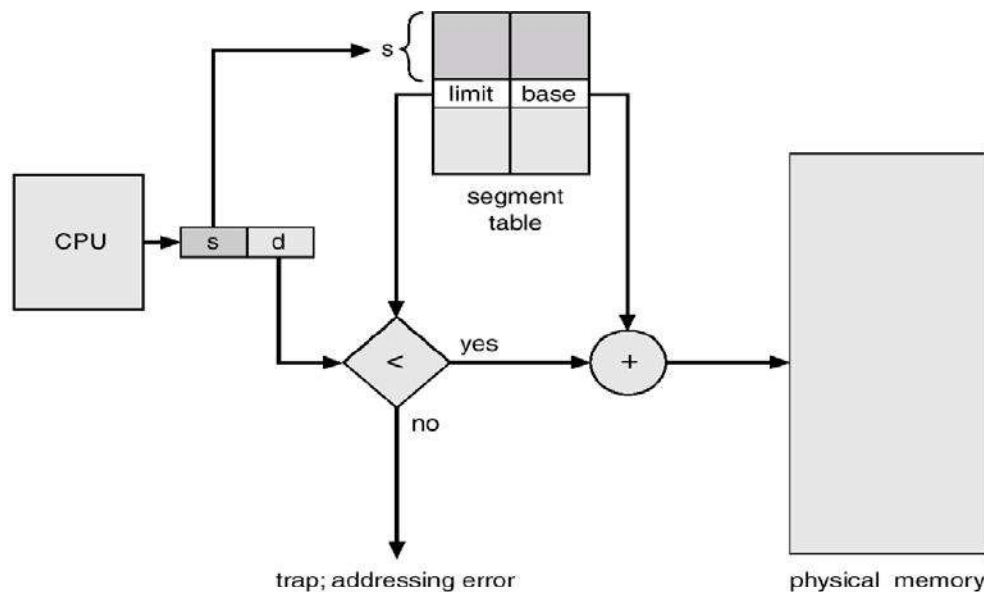 s
limit base
segment
table
CPU
s d
<
yes
+
no
trap; addressing error
physical memory